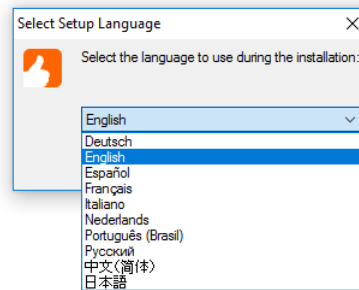 Select Setup Language
Select the language to use during the installation:
English
Deutsch
English
Español
Français
Italiano
Nederlands
Português (Brasil)
Русский
中文(简体)
日本語